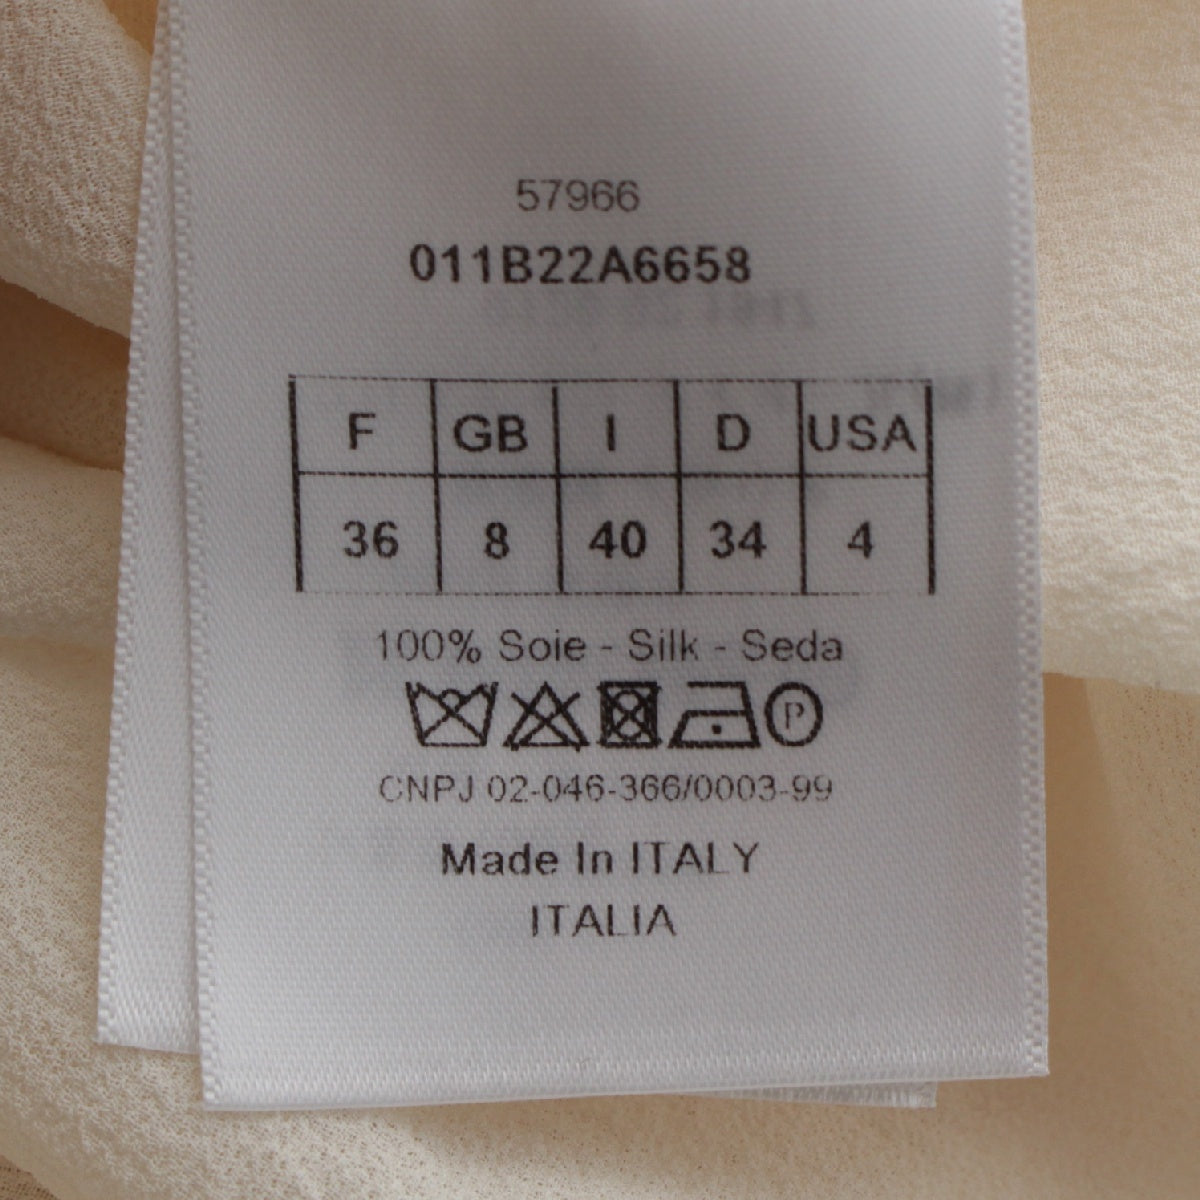 57966
011B22A6658
F GB I D USA
36 8 40 34 4
100% Soie - Silk - Seda
P
CNPJ 02-046-366/0003-99
Made In ITALY
ITALIA